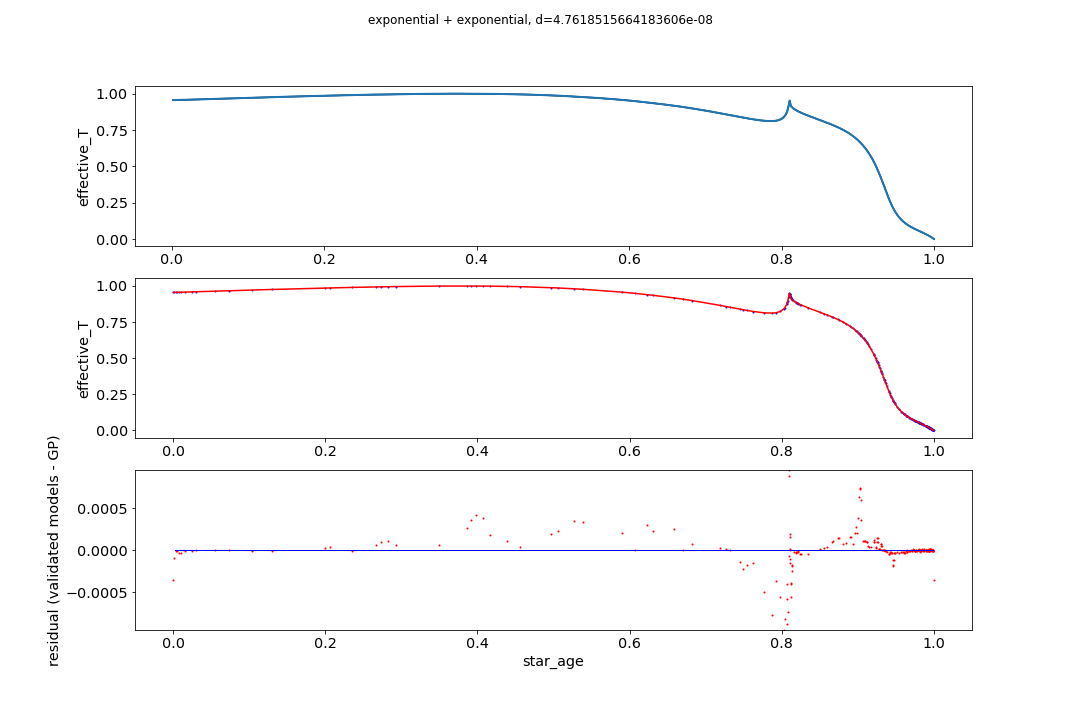 exponential + exponential, d=4.7618515664183606e-08
effective_T
1.00
0.75
0.50
0.25
0.00
0.0 0.2 0.4 0.6 0.8 1.0
effective_T
1.00
0.75
0.50
0.25
0.00
0.0 0.2 0.4 0.6 0.8 1.0
residual (validated models - GP)
0.0005
0.0000
−0.0005
0.0 0.2 0.4 0.6 0.8 1.0
star_age